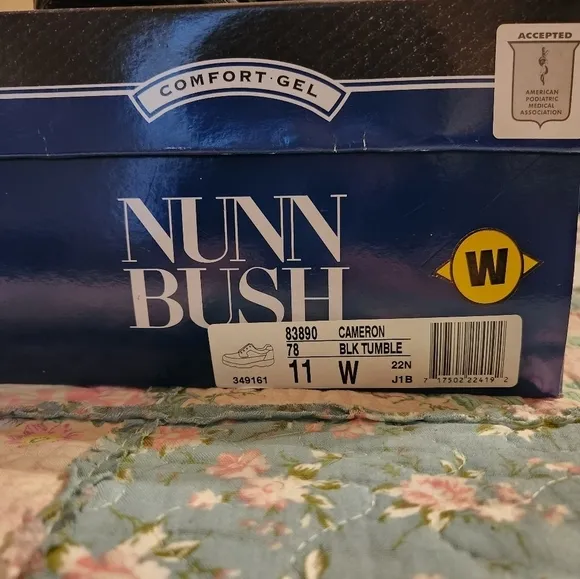 COMFORT·GEL
ACCEPTED
AMERICAN
PODIATRIC
MEDICAL
ASSOCIATION
NUNN
BUSH
W
83890 CAMERON
78 BLK TUMBLE
11 W 22N
349161 J1B 7 17502 22419 2